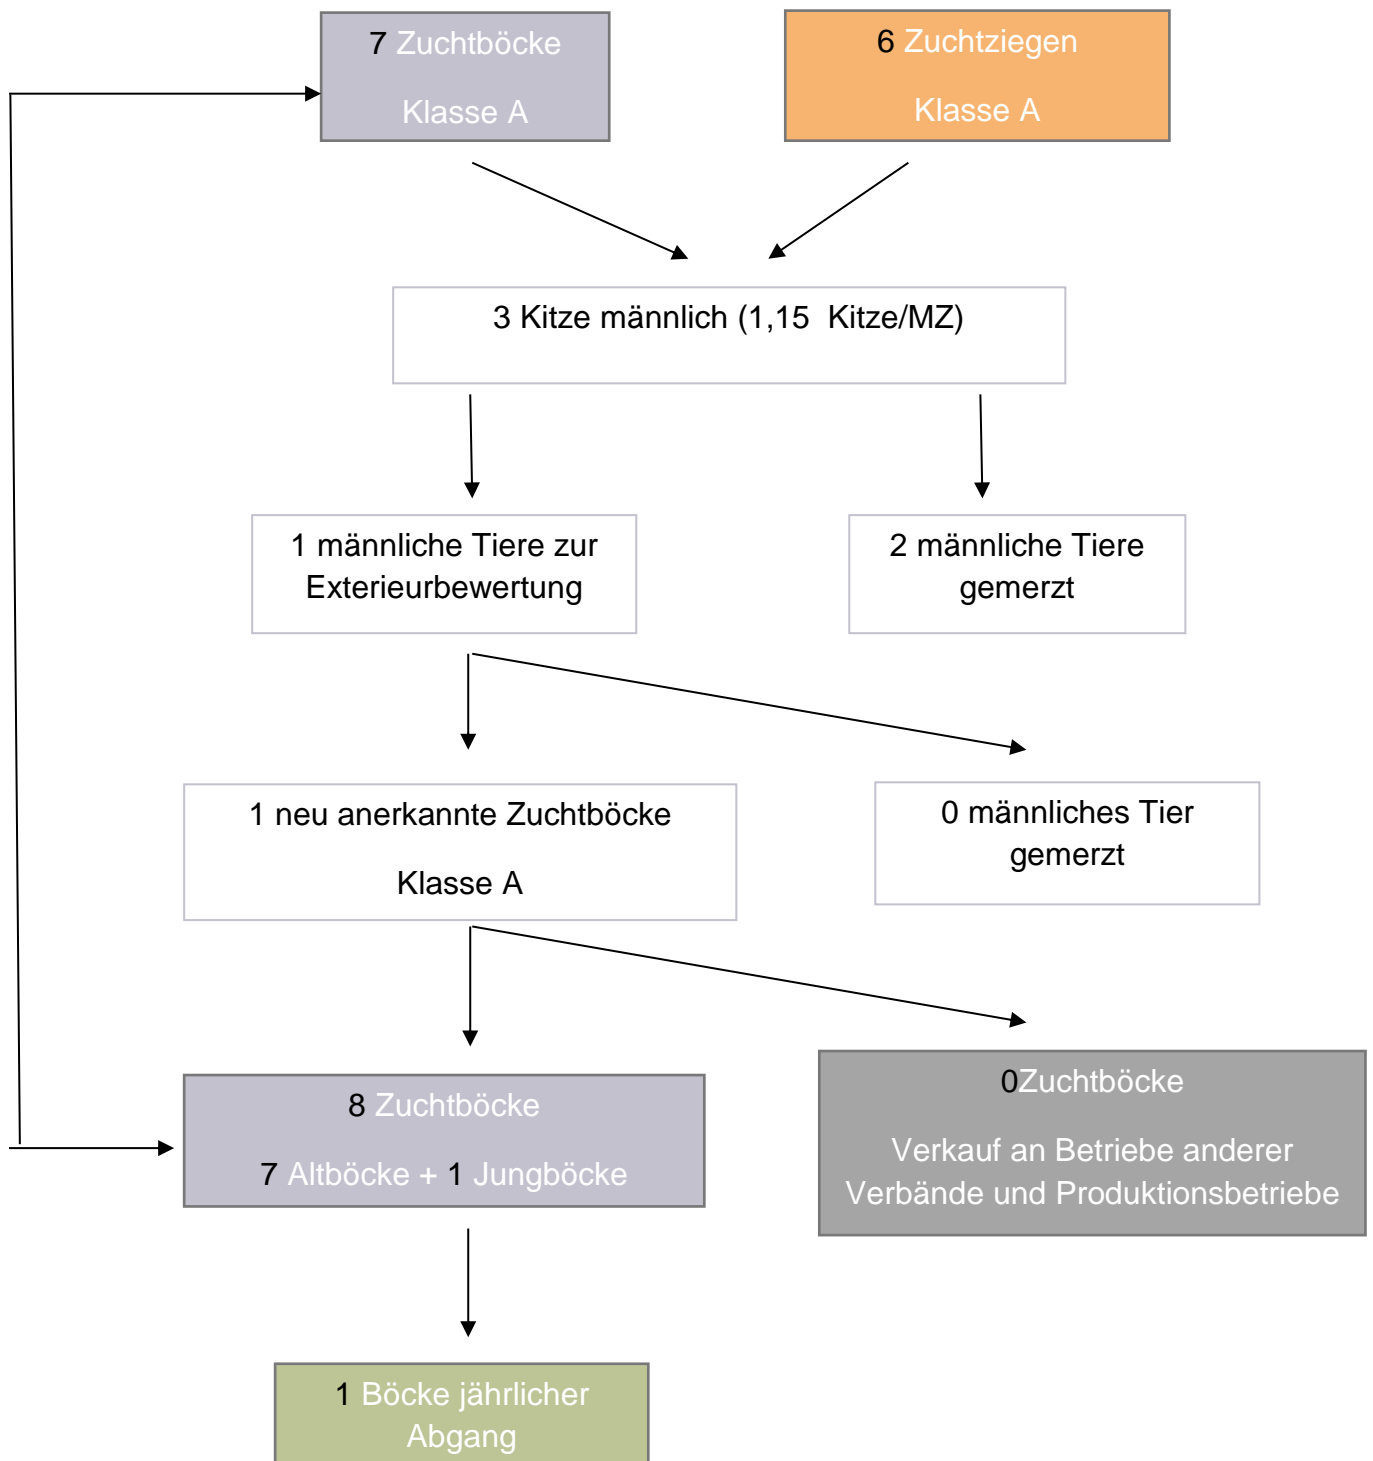 7 Zuchtböcke
Klasse A
6 Zuchtziegen
Klasse A
3 Kitze männlich (1,15 Kitze/MZ)
1 männliche Tiere zur
Exterieurbewertung
2 männliche Tiere
gemerzt
1 neu anerkannte Zuchtböcke
Klasse A
0 männliches Tier
gemerzt
8 Zuchtböcke
7 Altböcke + 1 Jungböcke
0Zuchtböcke
Verkauf an Betriebe anderer
Verbände und Produktionsbetriebe
1 Böcke jährlicher
Abgang